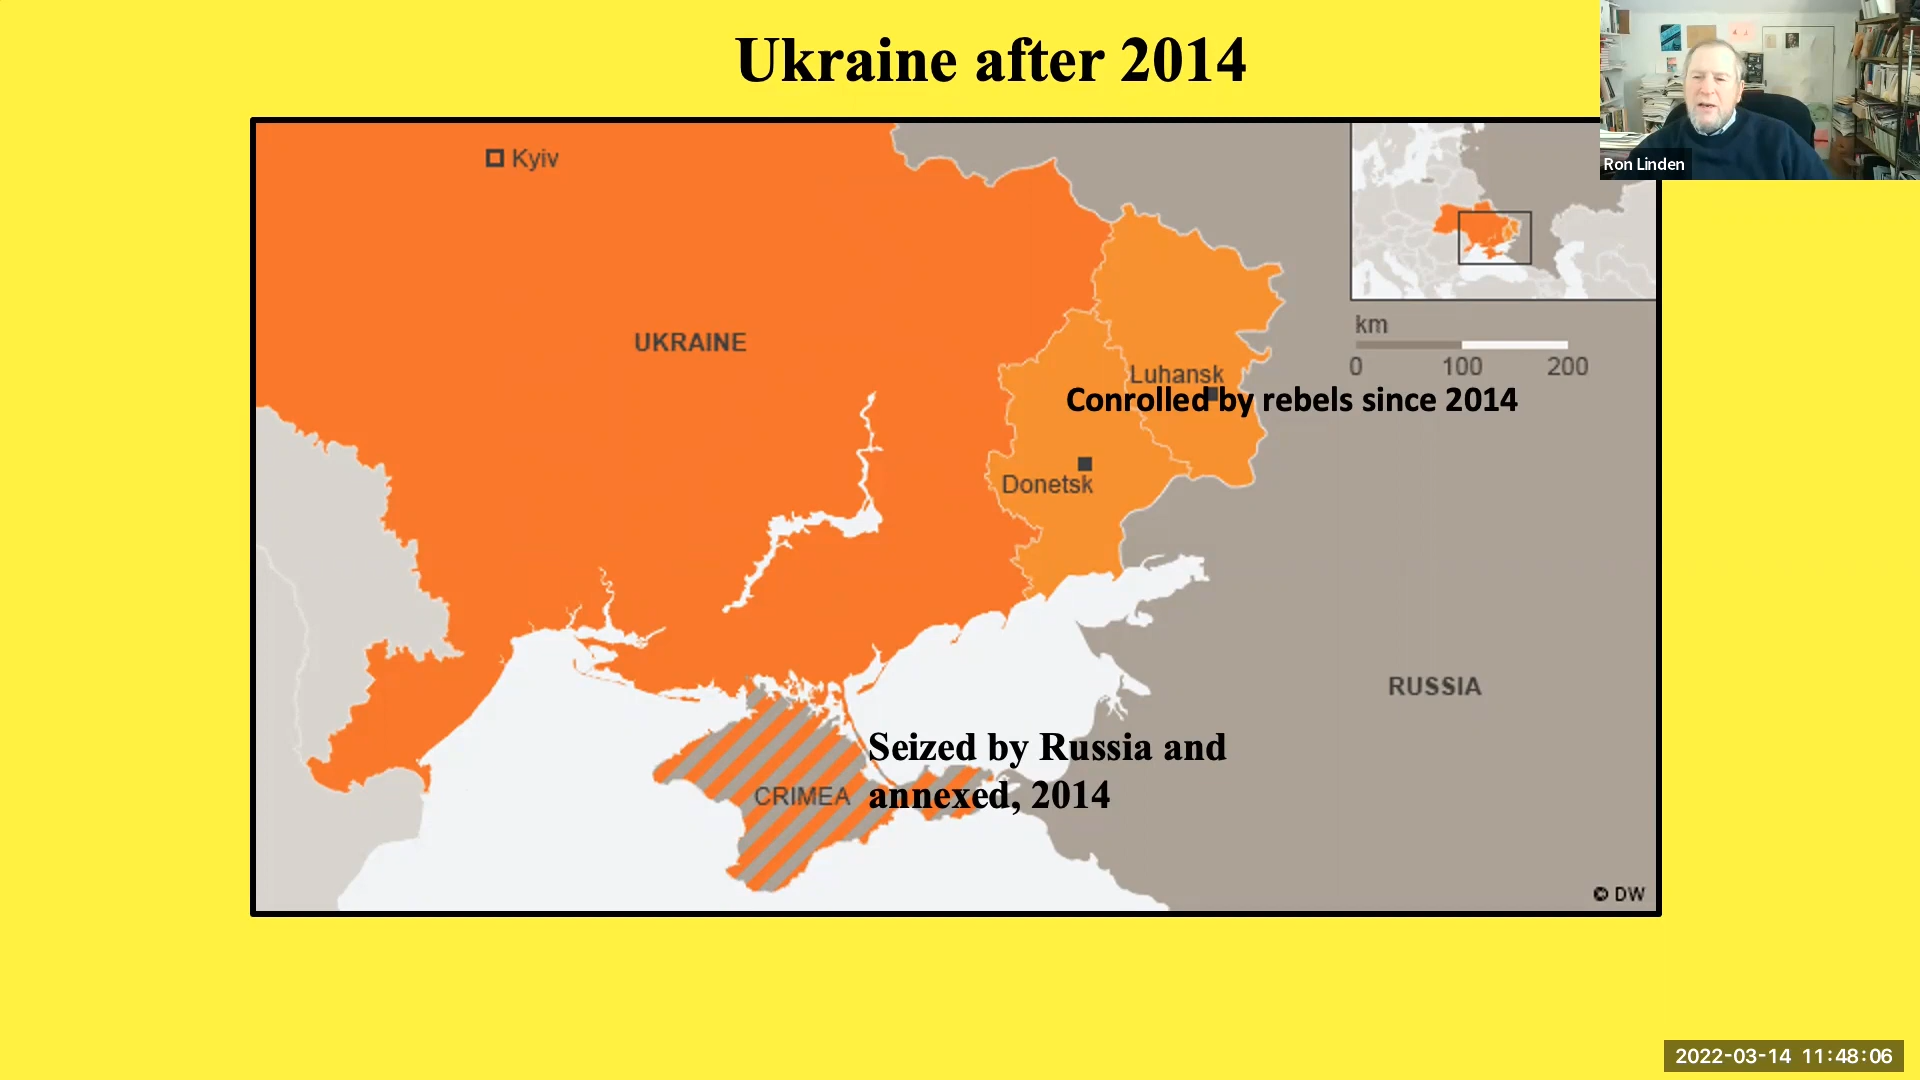 Ukraine after 2014
Ron Linden
Kyiv
UKRAINE
km
0 100 200
Luhansk
Conrolled by rebels since 2014
Donetsk
RUSSIA
Seized by Russia and
annexed, 2014
CRIMEA
© DW
2022-03-14 11:48:06